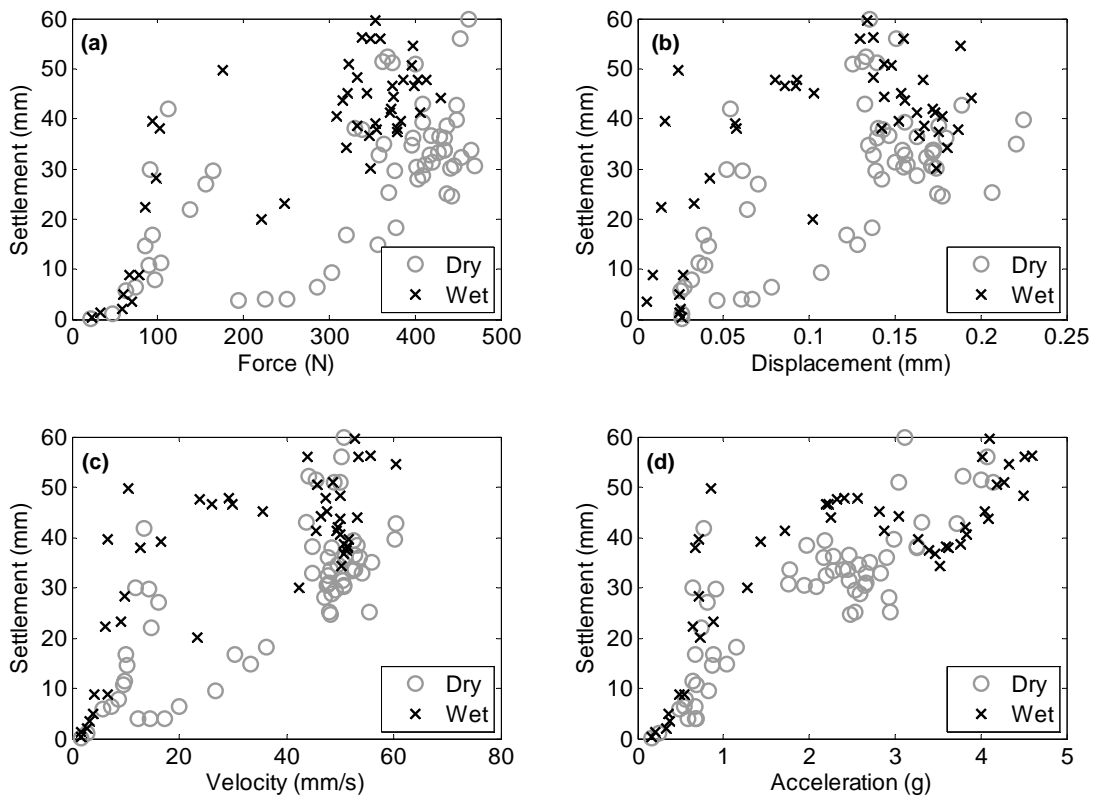 (a)
Settlement (mm)
60
50
40
30
20
10
0
0 100 200 300 400 500
Force (N)
Dry
Wet
(b)
Settlement (mm)
60
50
40
30
20
10
0
0 0.05 0.1 0.15 0.2 0.25
Displacement (mm)
Dry
Wet
(c)
Settlement (mm)
60
50
40
30
20
10
0
0 20 40 60 80
Velocity (mm/s)
Dry
Wet
(d)
Settlement (mm)
60
50
40
30
20
10
0
0 1 2 3 4 5
Acceleration (g)
Dry
Wet